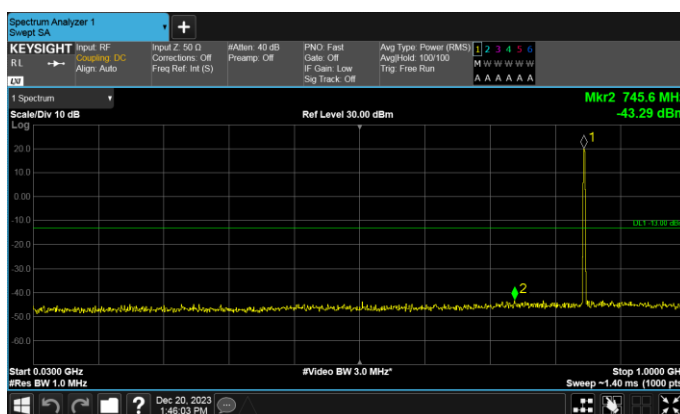 Spectrum Analyzer 1
Swept SA
KEYSIGHT Input: RF Input Z: 50 Ω #Atten: 40 dB PNO: Fast Avg Type: Power (RMS) 1 2 3 4 5 6
RL Coupling: DC Corrections: Off Preamp: Off Gate: Off Avg|Hold: 100/100 M W W W W W
Align: Auto Freq Ref: Int (S) IF Gain: Low Trig: Free Run
LXI Sig Track: Off A A A A A A
1 Spectrum Mkr2 745.6 MHz
Scale/Div 10 dB Ref Level 30.00 dBm -43.29 dBm
Log
1
20.0
10.0
0.00
-10.0
DL1 -13.00 dB
-20.0
-30.0
-40.0
2
-50.0
-60.0
Start 0.0300 GHz #Video BW 3.0 MHz* Stop 1.0000 GH
#Res BW 1.0 MHz Sweep ~1.40 ms (1000 pts
? Dec 20, 2023
1:46:03 PM